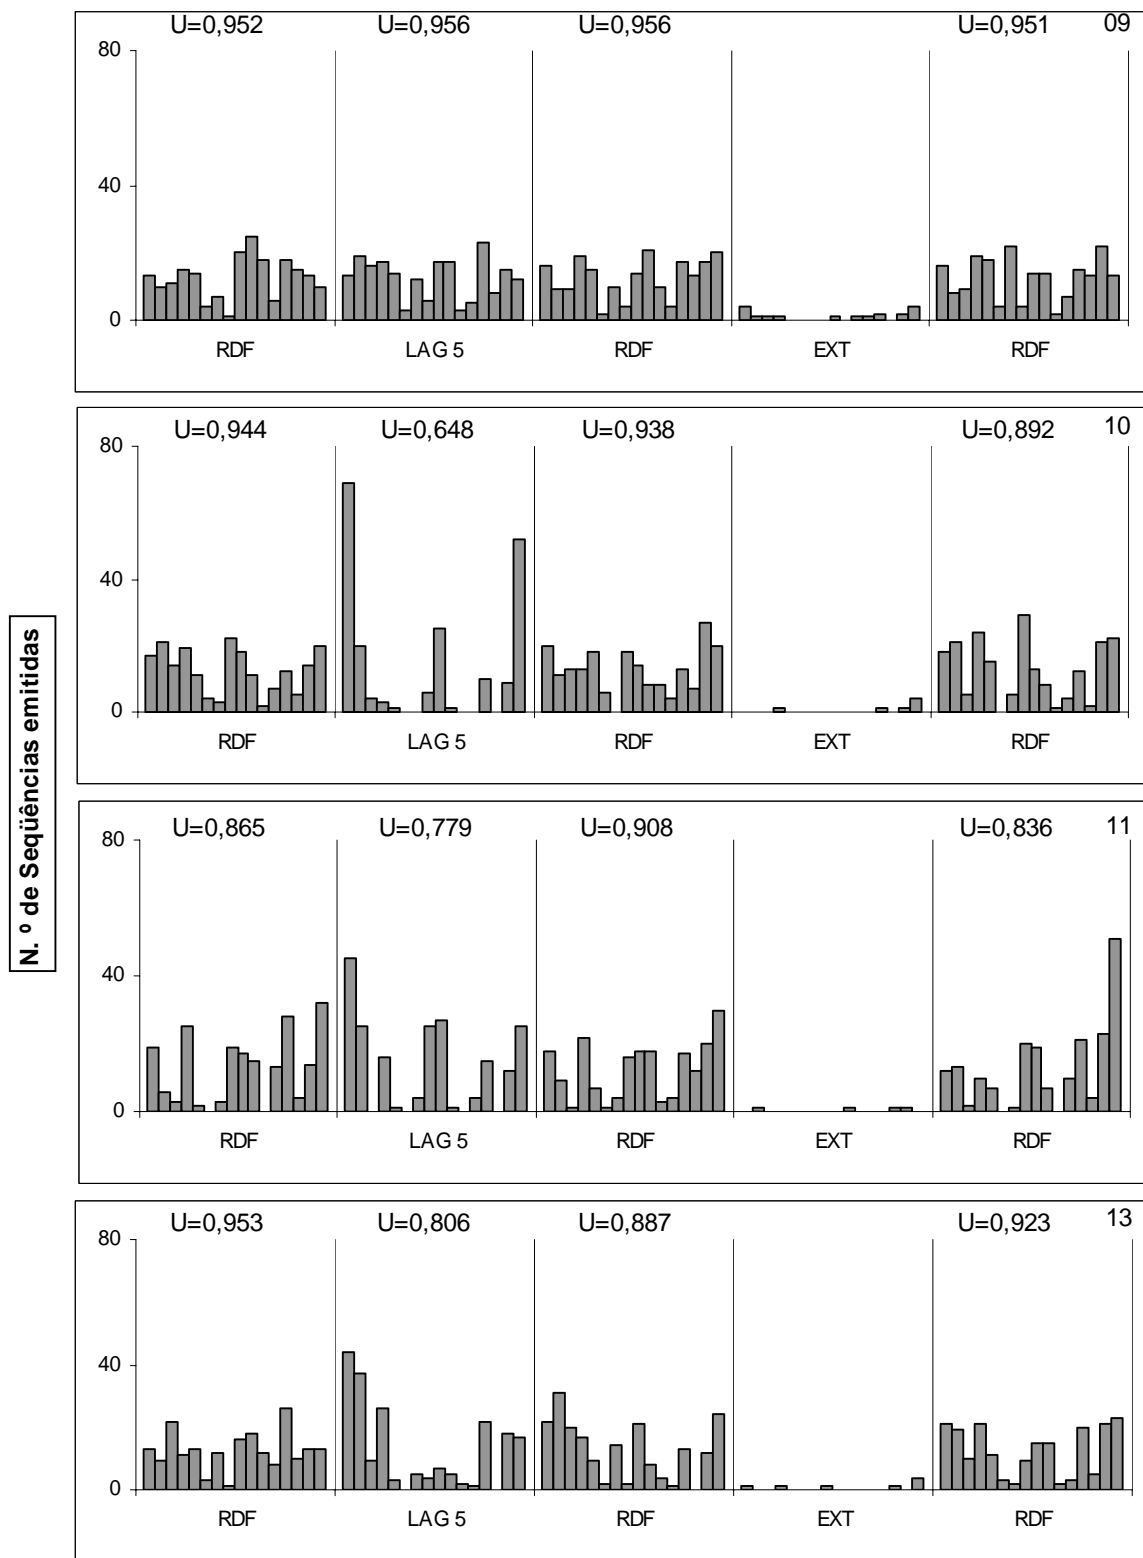 N. º de Seqüências emitidas
U=0,952 U=0,956 U=0,956 U=0,951 09
80
40
0
RDF LAG 5 RDF EXT RDF
U=0,944 U=0,648 U=0,938 U=0,892 10
80
40
0
RDF LAG 5 RDF EXT RDF
U=0,865 U=0,779 U=0,908 U=0,836 11
80
40
0
RDF LAG 5 RDF EXT RDF
U=0,953 U=0,806 U=0,887 U=0,923 13
80
40
0
RDF LAG 5 RDF EXT RDF